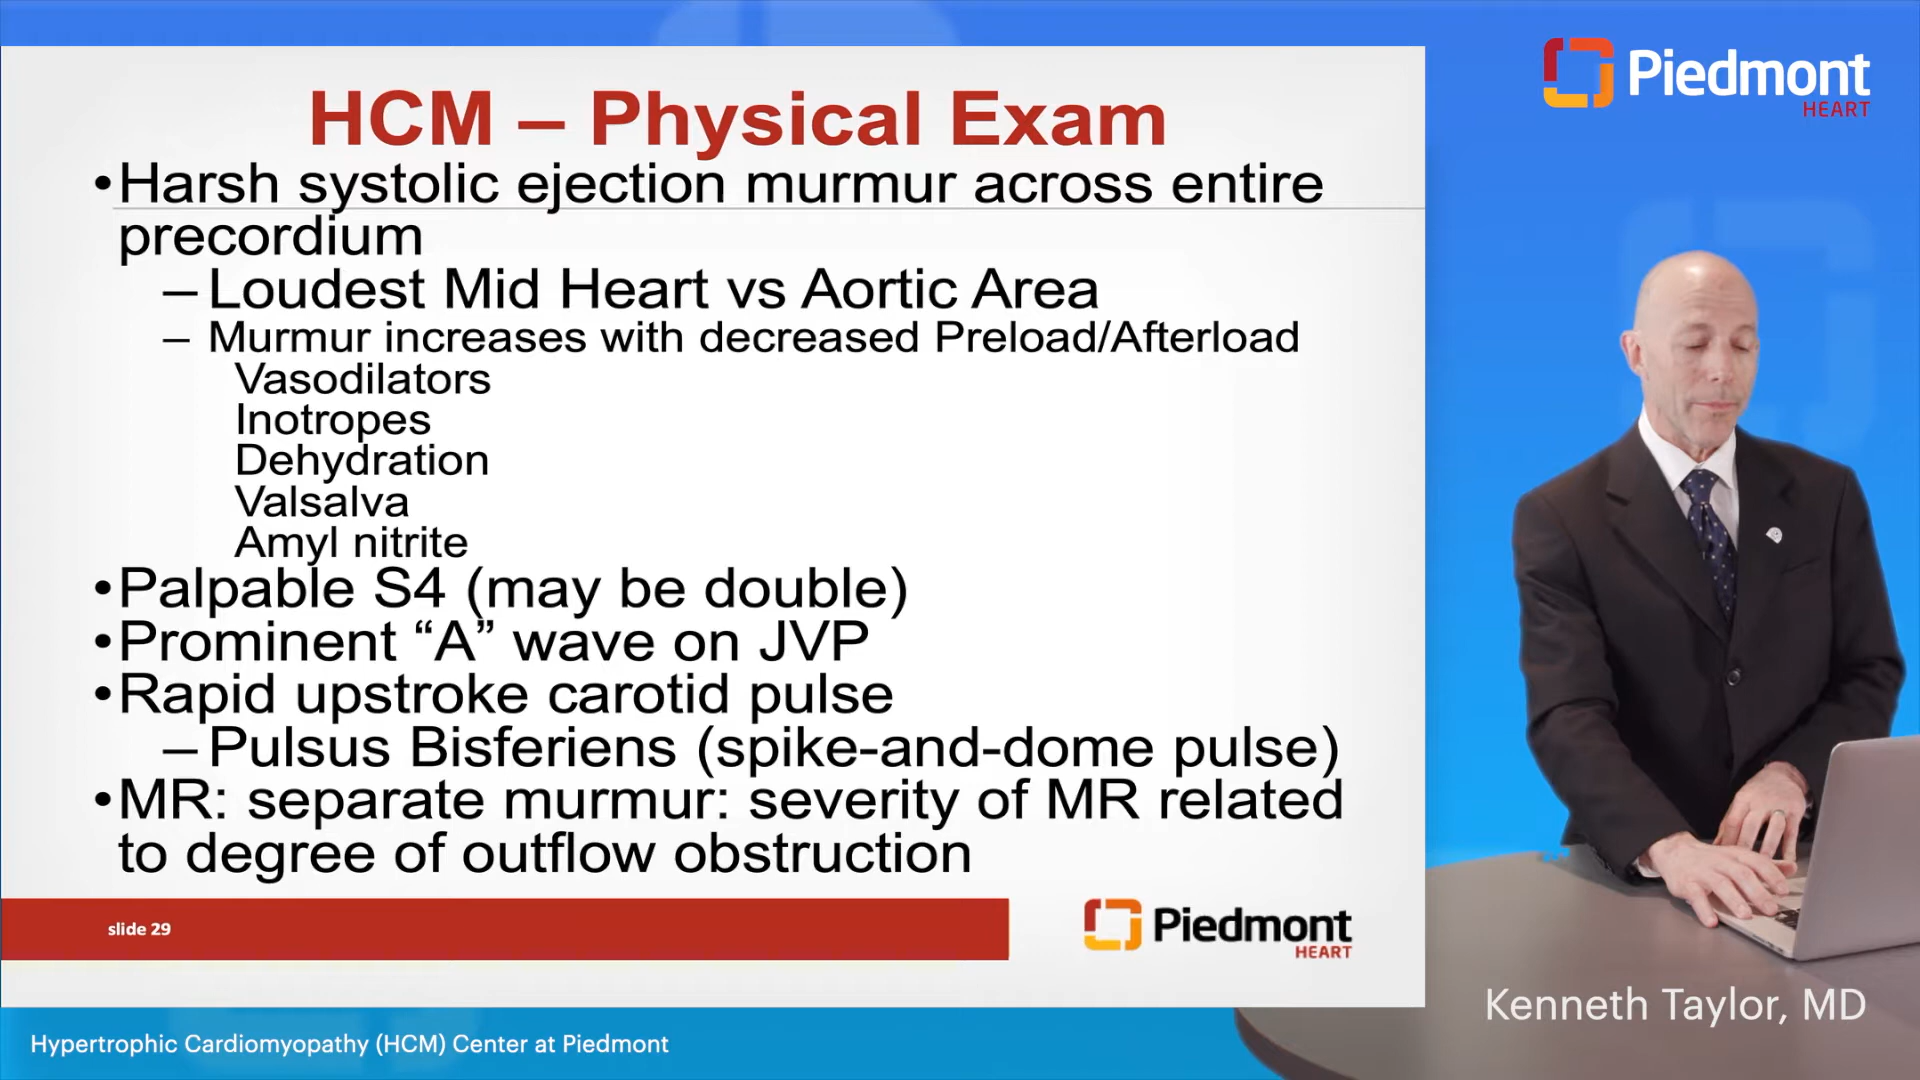 Piedmont
HEART
HCM – Physical Exam
•Harsh systolic ejection murmur across entire
precordium
– Loudest Mid Heart vs Aortic Area
– Murmur increases with decreased Preload/Afterload
Vasodilators
Inotropes
Dehydration
Valsalva
Amyl nitrite
•Palpable S4 (may be double)
•Prominent “A” wave on JVP
•Rapid upstroke carotid pulse
– Pulsus Bisferiens (spike-and-dome pulse)
•MR: separate murmur: severity of MR related
to degree of outflow obstruction
slide 29
Piedmont
HEART
Kenneth Taylor, MD
Hypertrophic Cardiomyopathy (HCM) Center at Piedmont